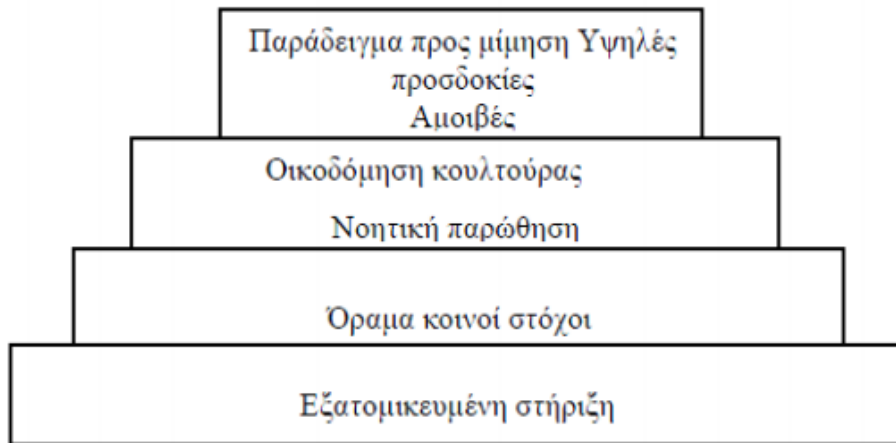 Παράδειγμα προς μίμηση Υψηλές
προσδοκίες
Αμοιβές
Οικοδόμηση κουλτούρας
Νοητική παρώθηση
Όραμα κοινοί στόχοι
Εξατομικευμένη στήριξη